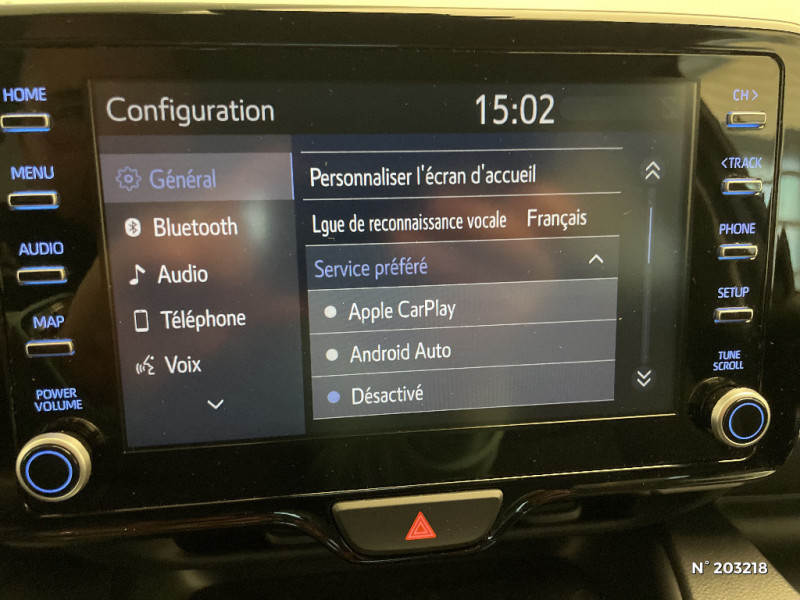 HOME
MENU
AUDIO
MAP
POWER
VOLUME
Configuration
15:02
Général
Bluetooth
Audio
Téléphone
Voix
Personnaliser l'écran d'accueil
Lgue de reconnaissance vocale Français
Service préféré
Apple CarPlay
Android Auto
Désactivé
CH >
< TRACK
PHONE
SETUP
TUNE
SCROLL
N° 203218